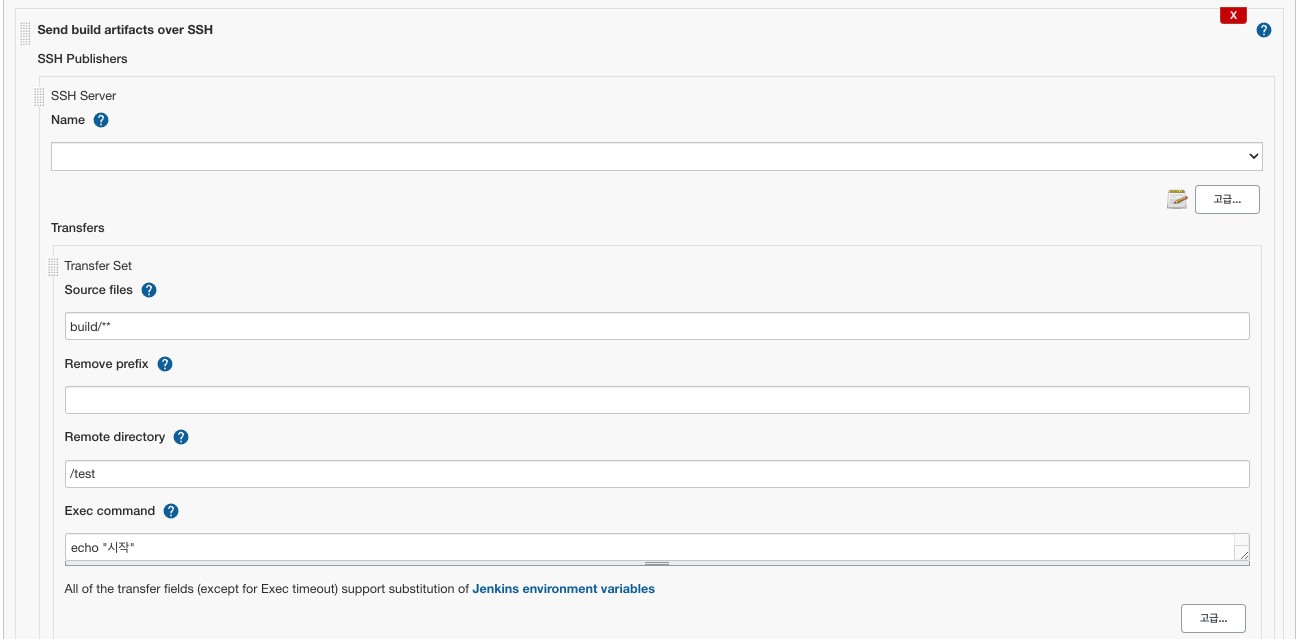 X
Send build artifacts over SSH ?
SSH Publishers
SSH Server
Name ?
고급...
Transfers
Transfer Set
Source files ?
build/**
Remove prefix ?
Remote directory ?
/test
Exec command ?
echo "시작"
All of the transfer fields (except for Exec timeout) support substitution of Jenkins environment variables
고급...